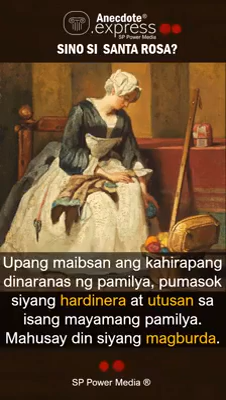 Anecdote®
.express
SP Power Media
SINO SI SANTA ROSA?
Upang maibsan ang kahirapang
dinaranas ng pamilya, pumasok
siyang hardinera at utusan sa
isang mayamang pamilya.
Mahusay din siyang magburda.
SP Power Media ®